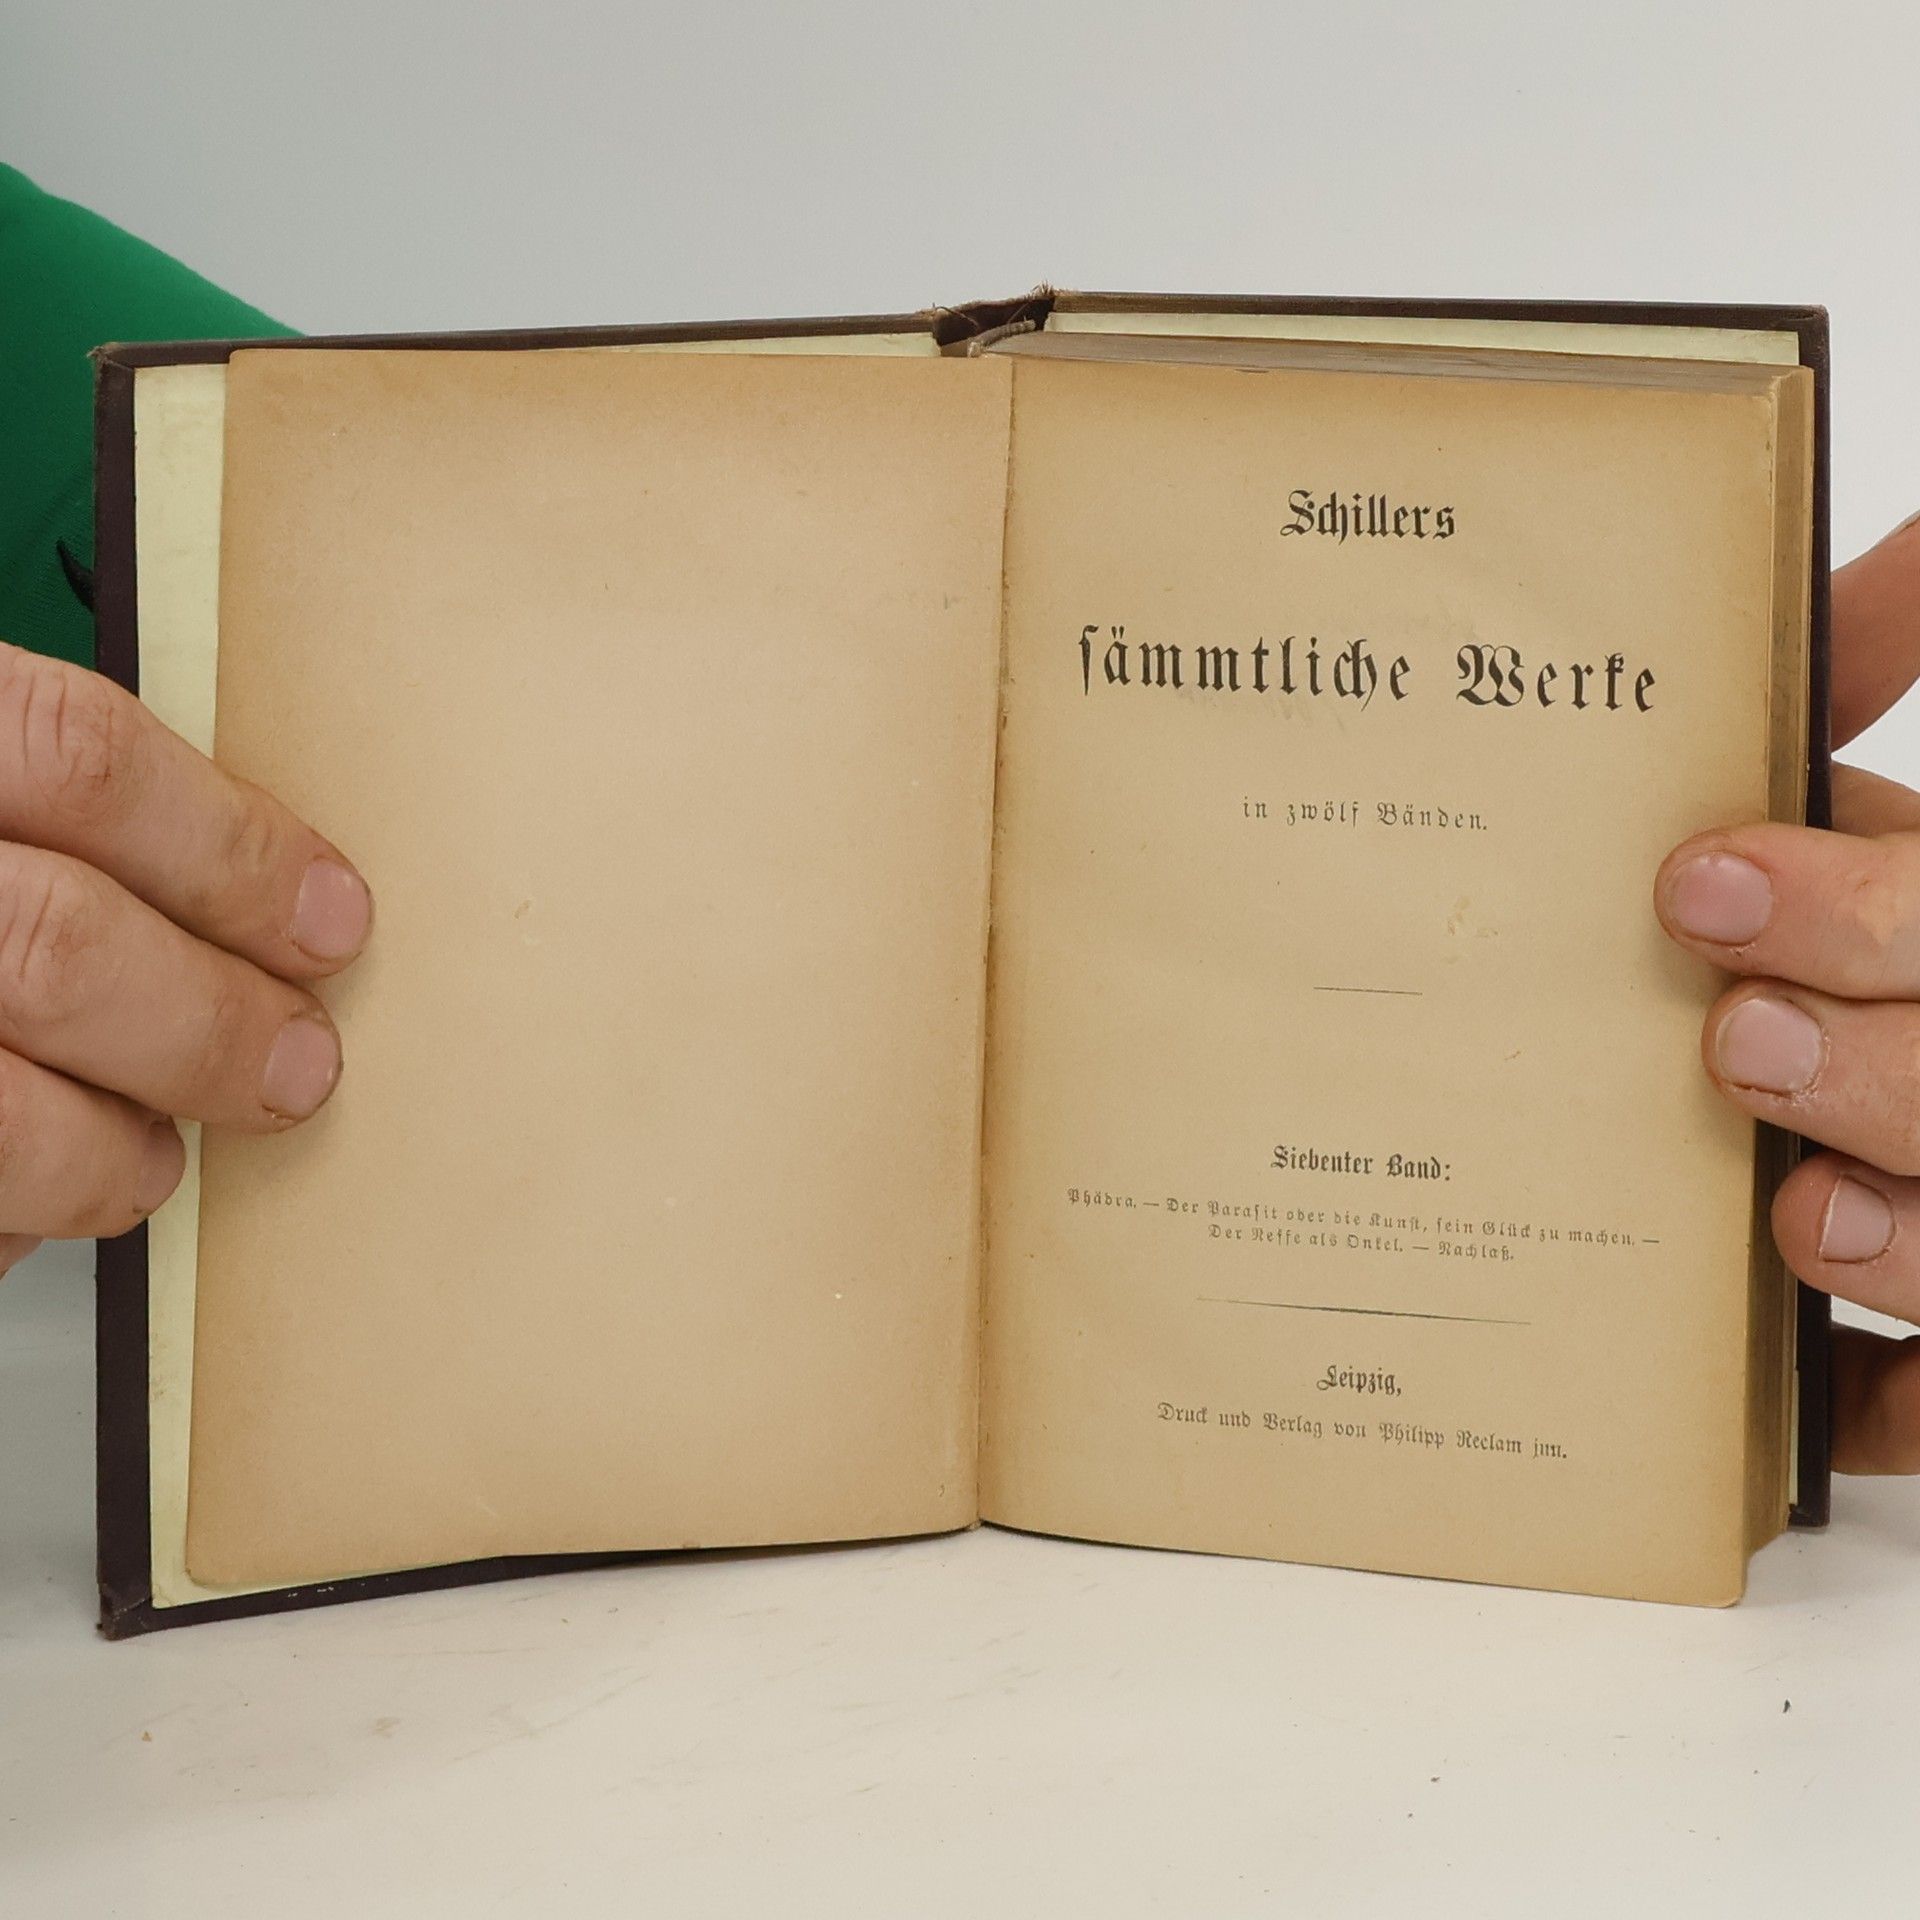 Schillers
ſämmtliche Werke
in zwölf Bänden.
Siebenter Band:
Phädra. — Der Paraſit oder die Kunſt, ſein Glück zu machen. —
Der Neffe als Onkel. — Nachlaß.
Leipzig,
Druck und Verlag von Philipp Reclam jun.